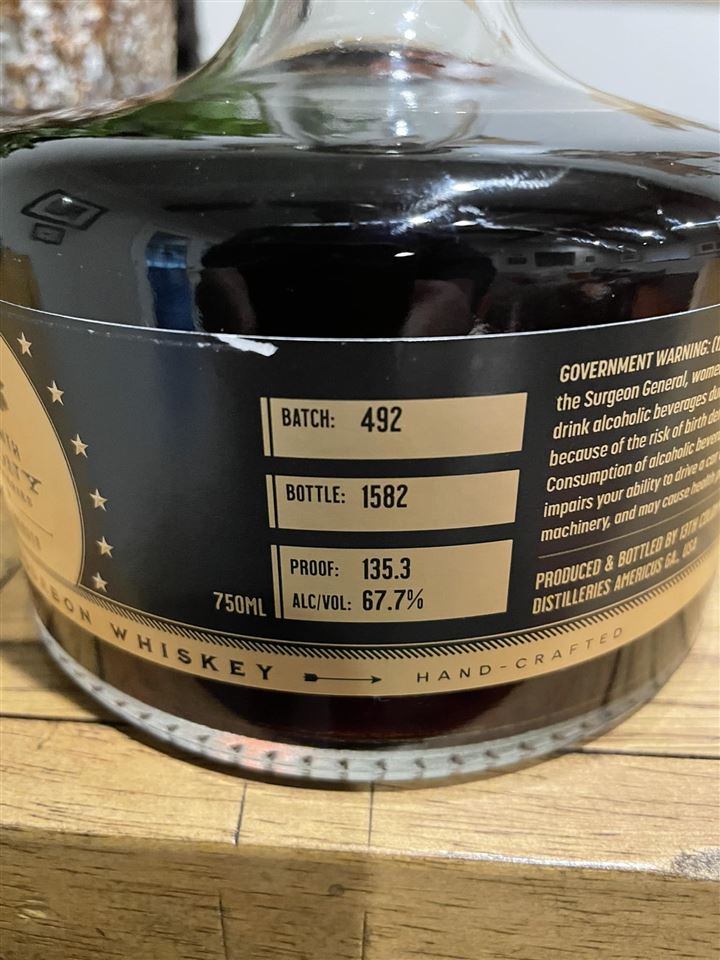 BATCH: 492
BOTTLE: 1582
PROOF: 135.3
ALC/VOL: 67.7%
750ML
WHISKEY HAND-CRAFTED
GOVERNMENT WARNING: (1
the Surgeon General,
drink alcoholic beverages
because of the risk of birth
Consumption of alcoholic
impairs your ability to drive a car
machinery, and may cause
PRODUCED & BOTTLED BY 13TH
DISTILLERIES AMERICUS GA., USA